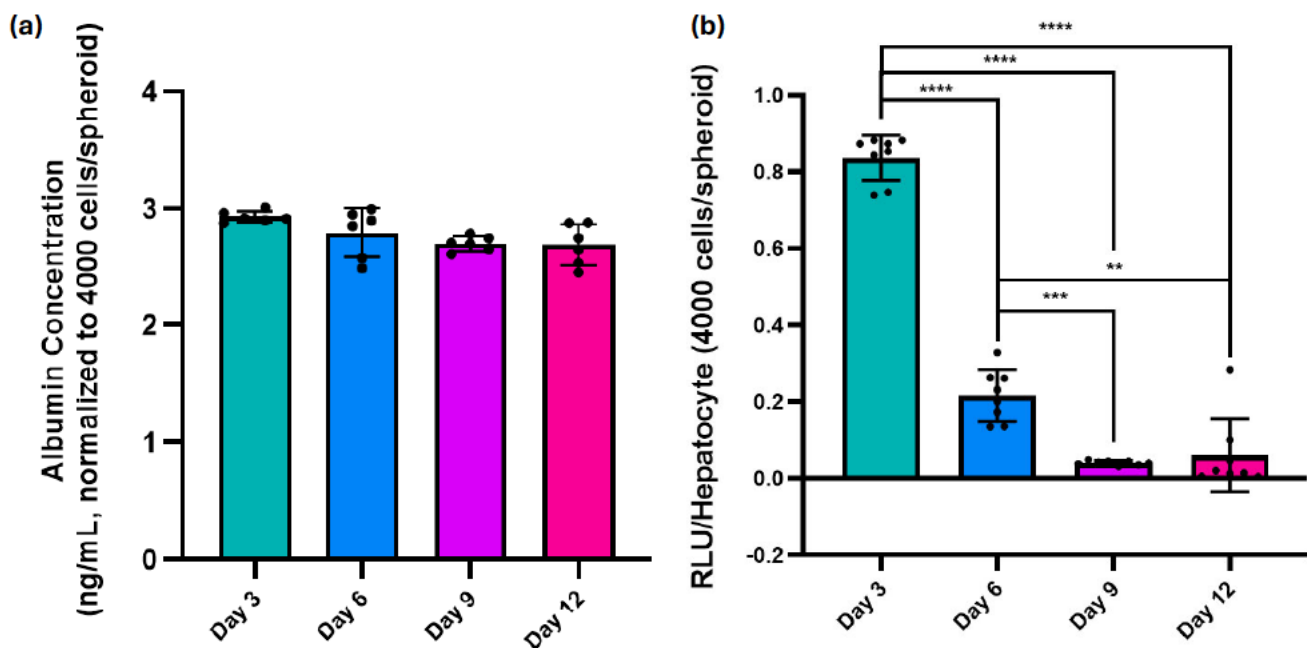 (a)
Albumin Concentration
(ng/mL, normalized to 4000 cells/spheroid)
4
3
2
1
0
Day 3
Day 6
Day 9
Day 12
(b)
RLU/Hepatocyte (4000 cells/spheroid)
****
****
****
**
***
1.0
0.8
0.6
0.4
0.2
0.0
-0.2
Day 3
Day 6
Day 9
Day 12